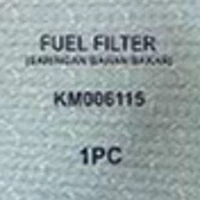 FUEL FILTER
(SARINGAN BAHAN BAKAR)
KM006115
1PC